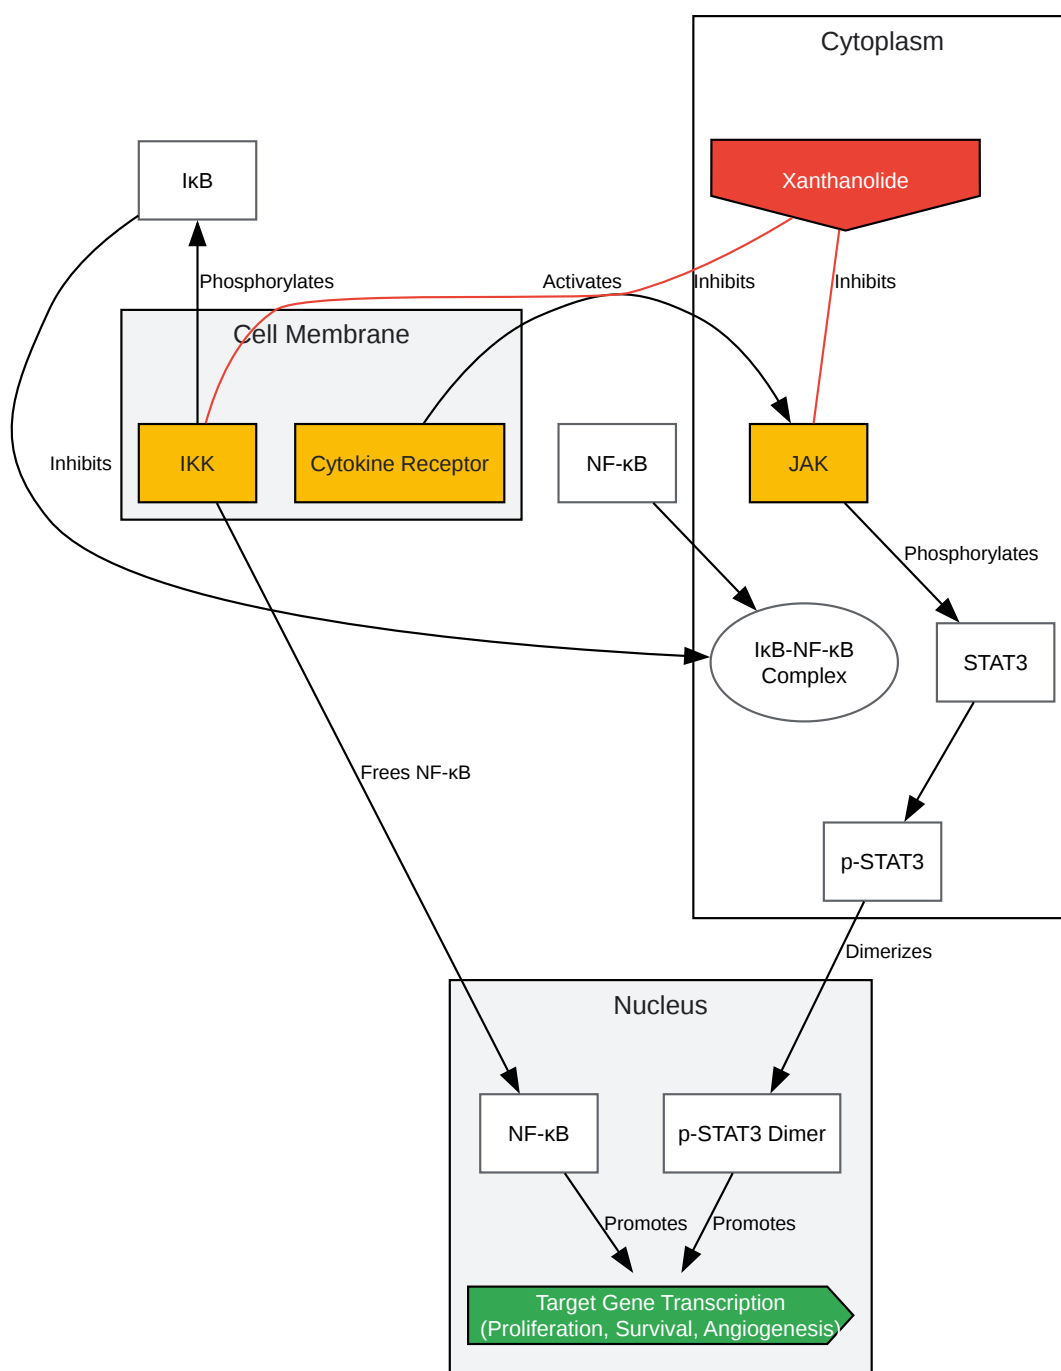 Cytoplasm
Xanthanolide
IκB
Phosphorylates
Activates
Inhibits
Inhibits
Cell Membrane
Inhibits
IKK
Cytokine Receptor
NF-κB
JAK
Phosphorylates
IκB-NF-κB
Complex
STAT3
Frees NF-κB
p-STAT3
Dimerizes
Nucleus
NF-κB
p-STAT3 Dimer
Promotes
Promotes
Target Gene Transcription
(Proliferation, Survival, Angiogenesis)